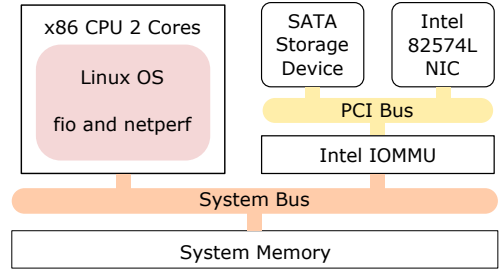 x86 CPU 2 Cores
Linux OS
fio and netperf
SATA
Storage
Device
Intel
82574L
NIC
PCI Bus
Intel IOMMU
System Bus
System Memory